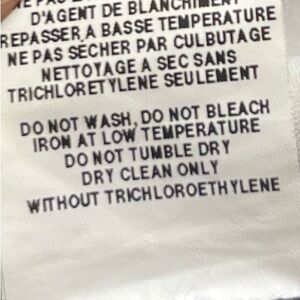 D'AGENT DE BLANCHIMENT
REPASSER, A BASSE TEMPERATURE
NE PAS SECHER PAR CULBUTAGE
NETTOYAGE A SEC SANS
TRICHLORETYLENE SEULEMENT
DO NOT WASH, DO NOT BLEACH
IRON AT LOW TEMPERATURE
DO NOT TUMBLE DRY
DRY CLEAN ONLY
WITHOUT TRICHLOROETHYLENE